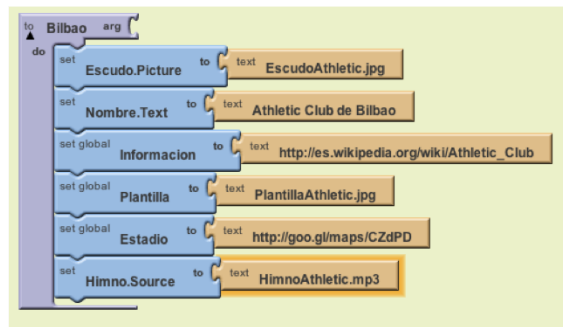 to Bilbao arg
do
set Escudo.Picture to text EscudoAthletic.jpg
set Nombre.Text to text Athletic Club de Bilbao
set global Informacion to text http://es.wikipedia.org/wiki/Athletic_Club
set global Plantilla to text PlantillaAthletic.jpg
set global Estadio to text http://goo.gl/maps/CZdPD
set Himno.Source to text HimnoAthletic.mp3